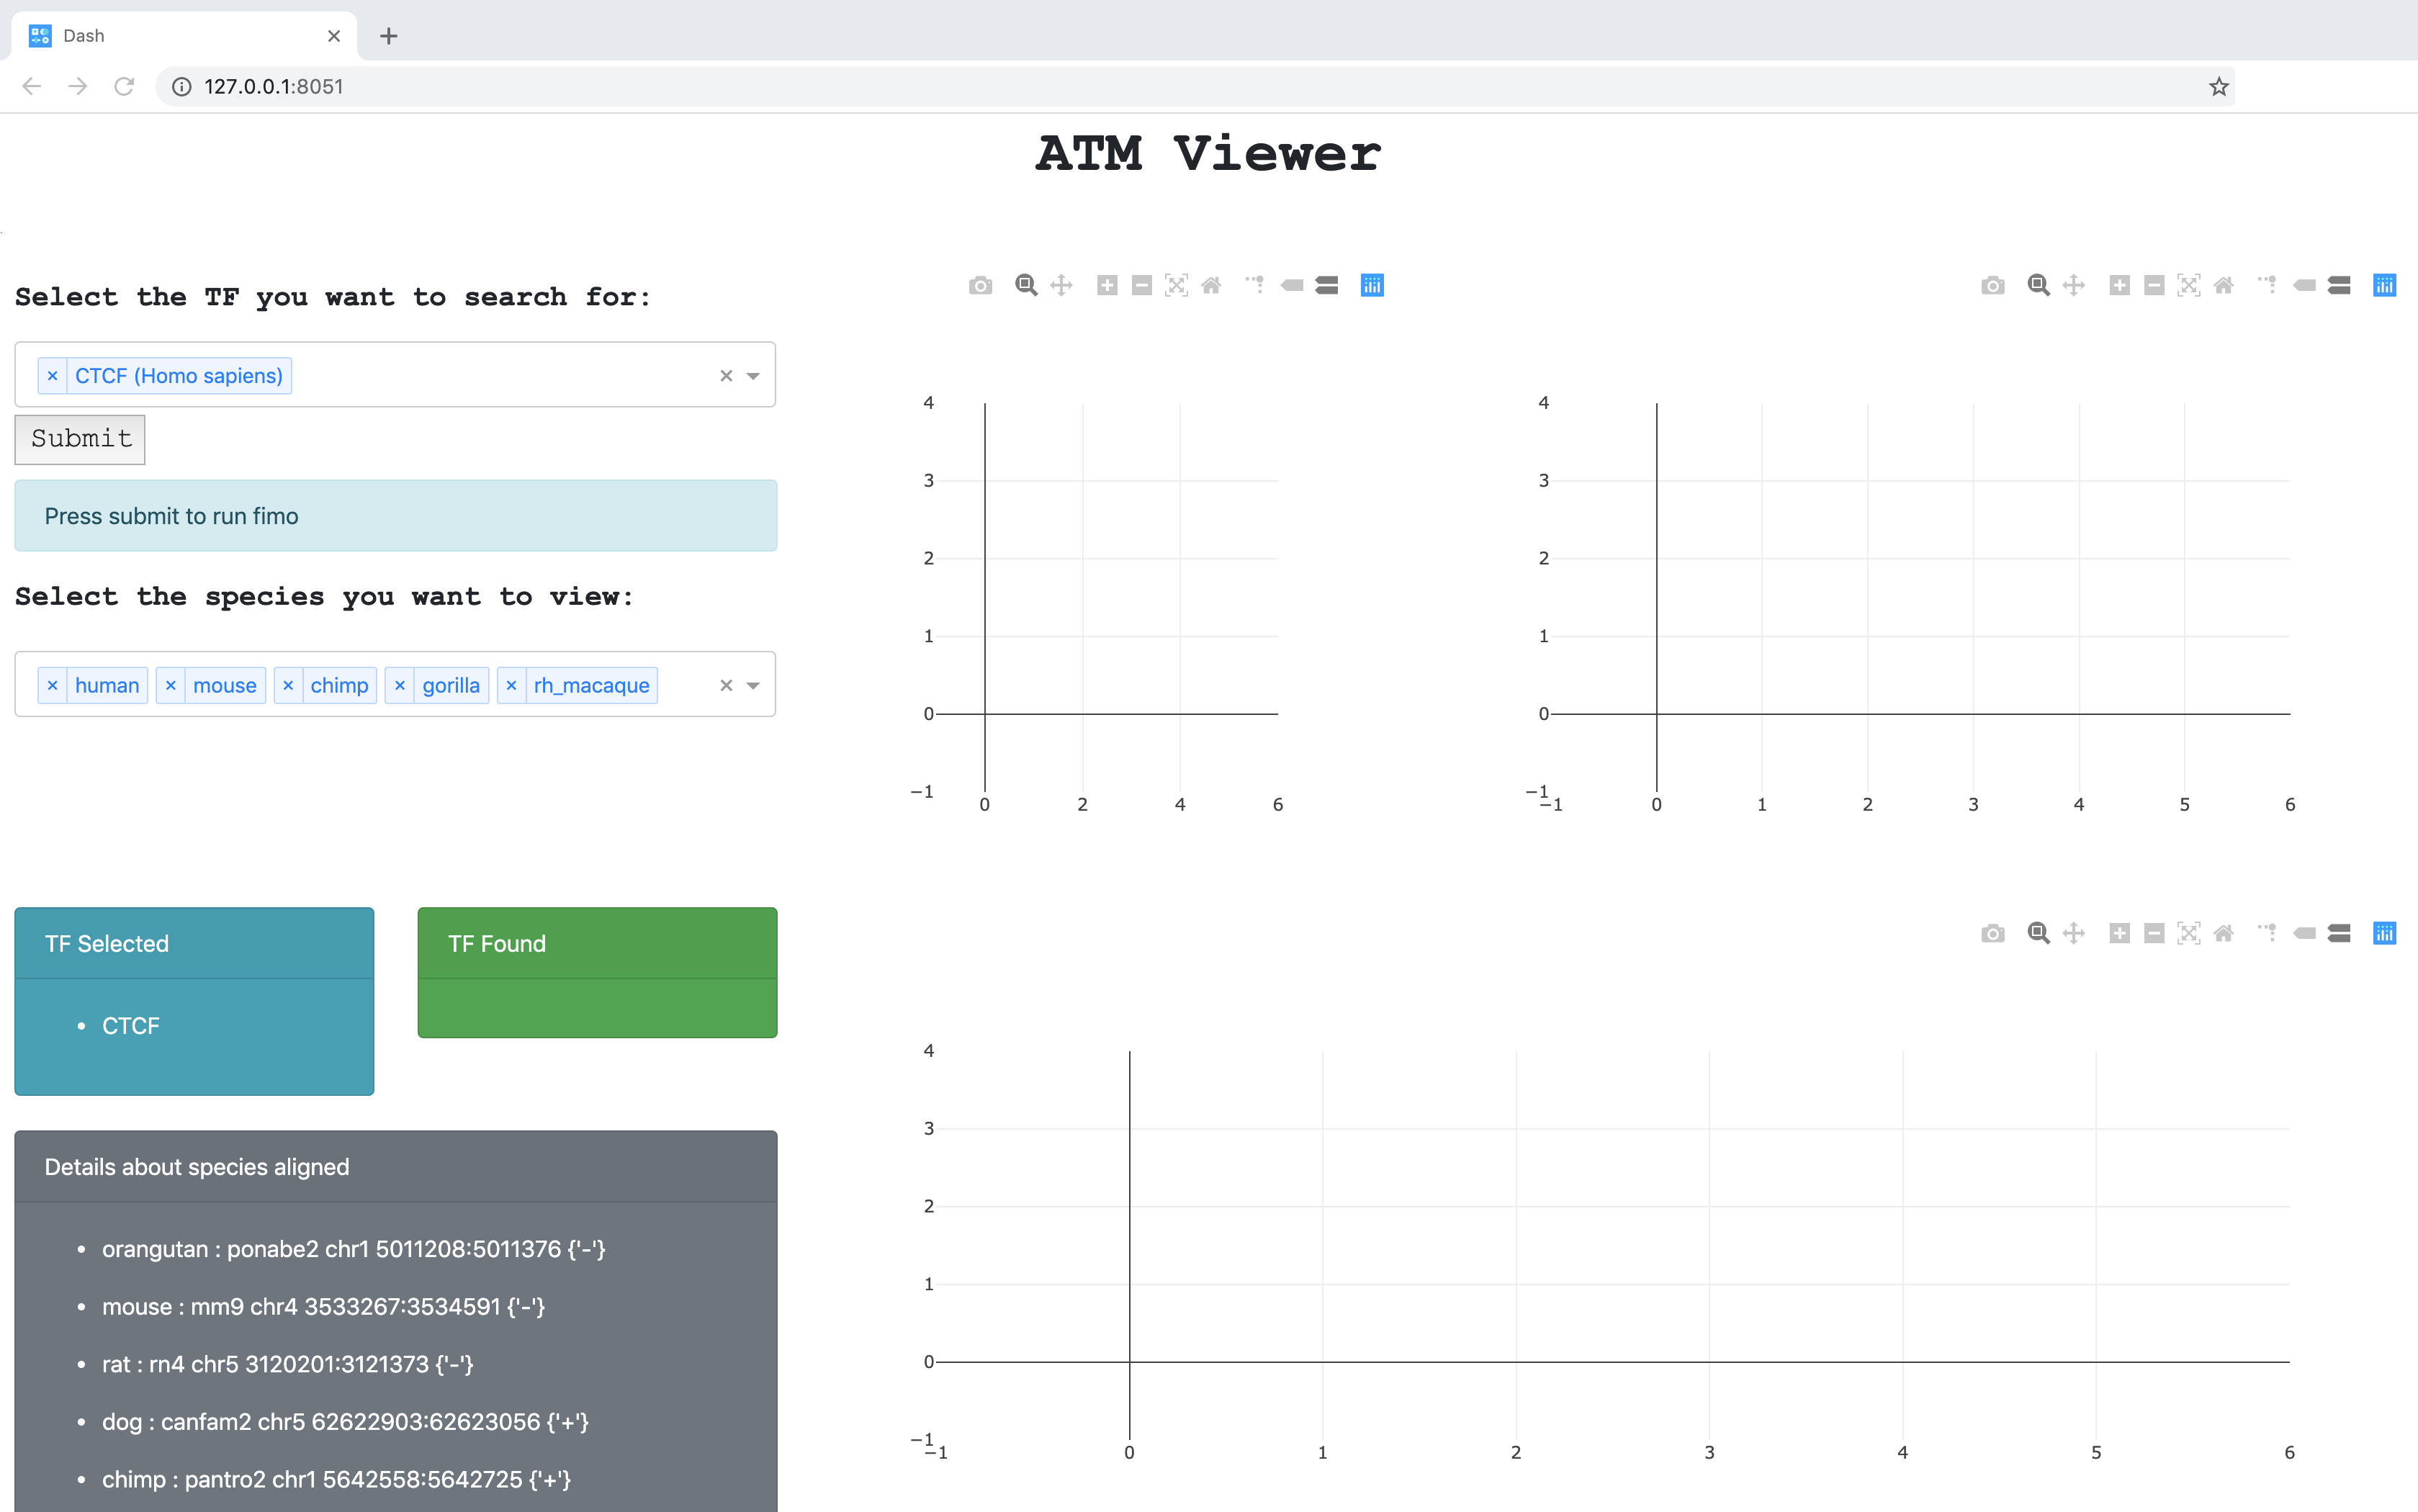 Dash
127.0.0.1:8051
ATM Viewer
Select the TF you want to search for:
× CTCF (Homo sapiens)
Submit
Press submit to run fimo
Select the species you want to view:
× human × mouse × chimp × gorilla × rh_macaque
4
3
2
1
0
−1
0 2 4 6
4
3
2
1
0
−1
−1 0 1 2 3 4 5 6
TF Selected
• CTCF
TF Found
Details about species aligned
• orangutan : ponabe2 chr1 5011208:5011376 {'-'}
• mouse : mm9 chr4 3533267:3534591 {'-'}
• rat : rn4 chr5 3120201:3121373 {'-'}
• dog : canfam2 chr5 62622903:62623056 {'+'}
• chimp : pantro2 chr1 5642558:5642725 {'+'}
4
3
2
1
0
−1
−1 0 1 2 3 4 5 6